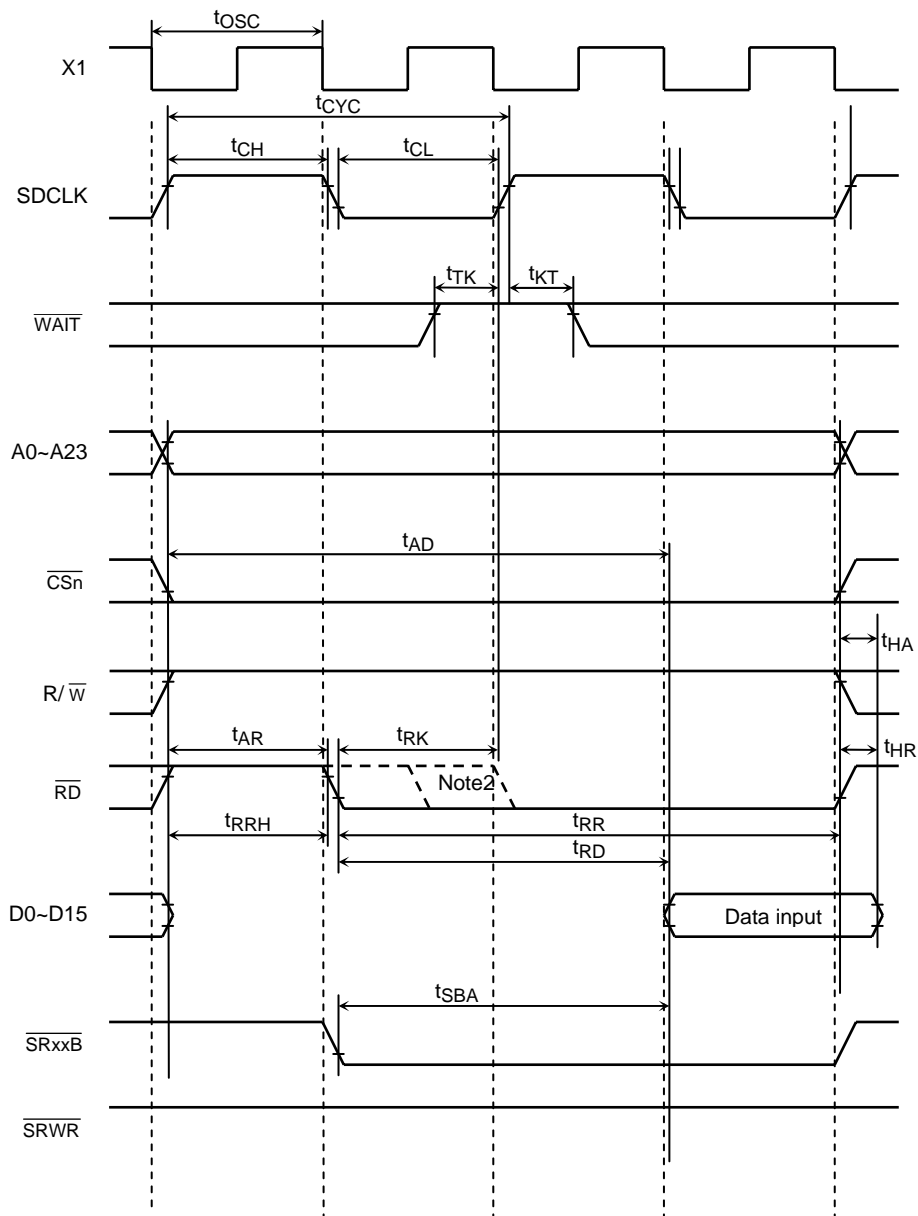 tOSC
X1
tCYC
tCH
tCL
SDCLK
tTK
tKT
WAIT
A0~A23
tAD
CSn
tHA
R/ W
tAR
tRK
tHR
RD
Note2
tRRH
tRR
tRD
D0~D15
Data input
tSBA
SRxxB
SRWR